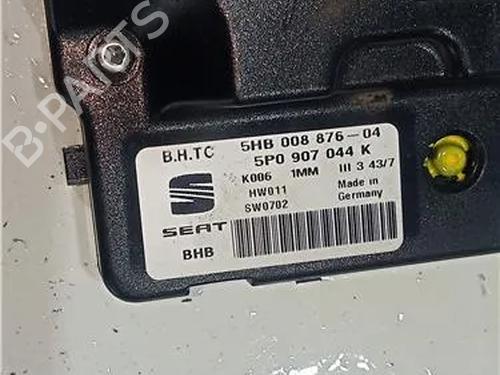 B-PARTS
B.H.TC 5HB 008 876-04
5P0 907 044 K
K006 1MM III 3 43/7
HW011 Made in
SW0702 Germany
SEAT
BHB